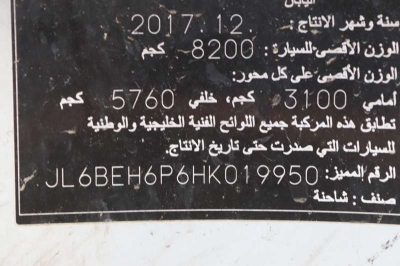 اليابان
سنة وشهر الانتاج: 2017.12.
الوزن الأقصى للسيارة: 8200 كجم
الوزن الأقصى على كل محور:
أمامي 3100 كجم، خلفي 5760 كجم
تطابق هذه المركبة جميع اللوائح الفنية الخليجية والوطنية
للسيارات التي صدرت حتى تاريخ الانتاج.
الرقم المميز: JL6BEH6P6HK019950
صنف: شاحنة